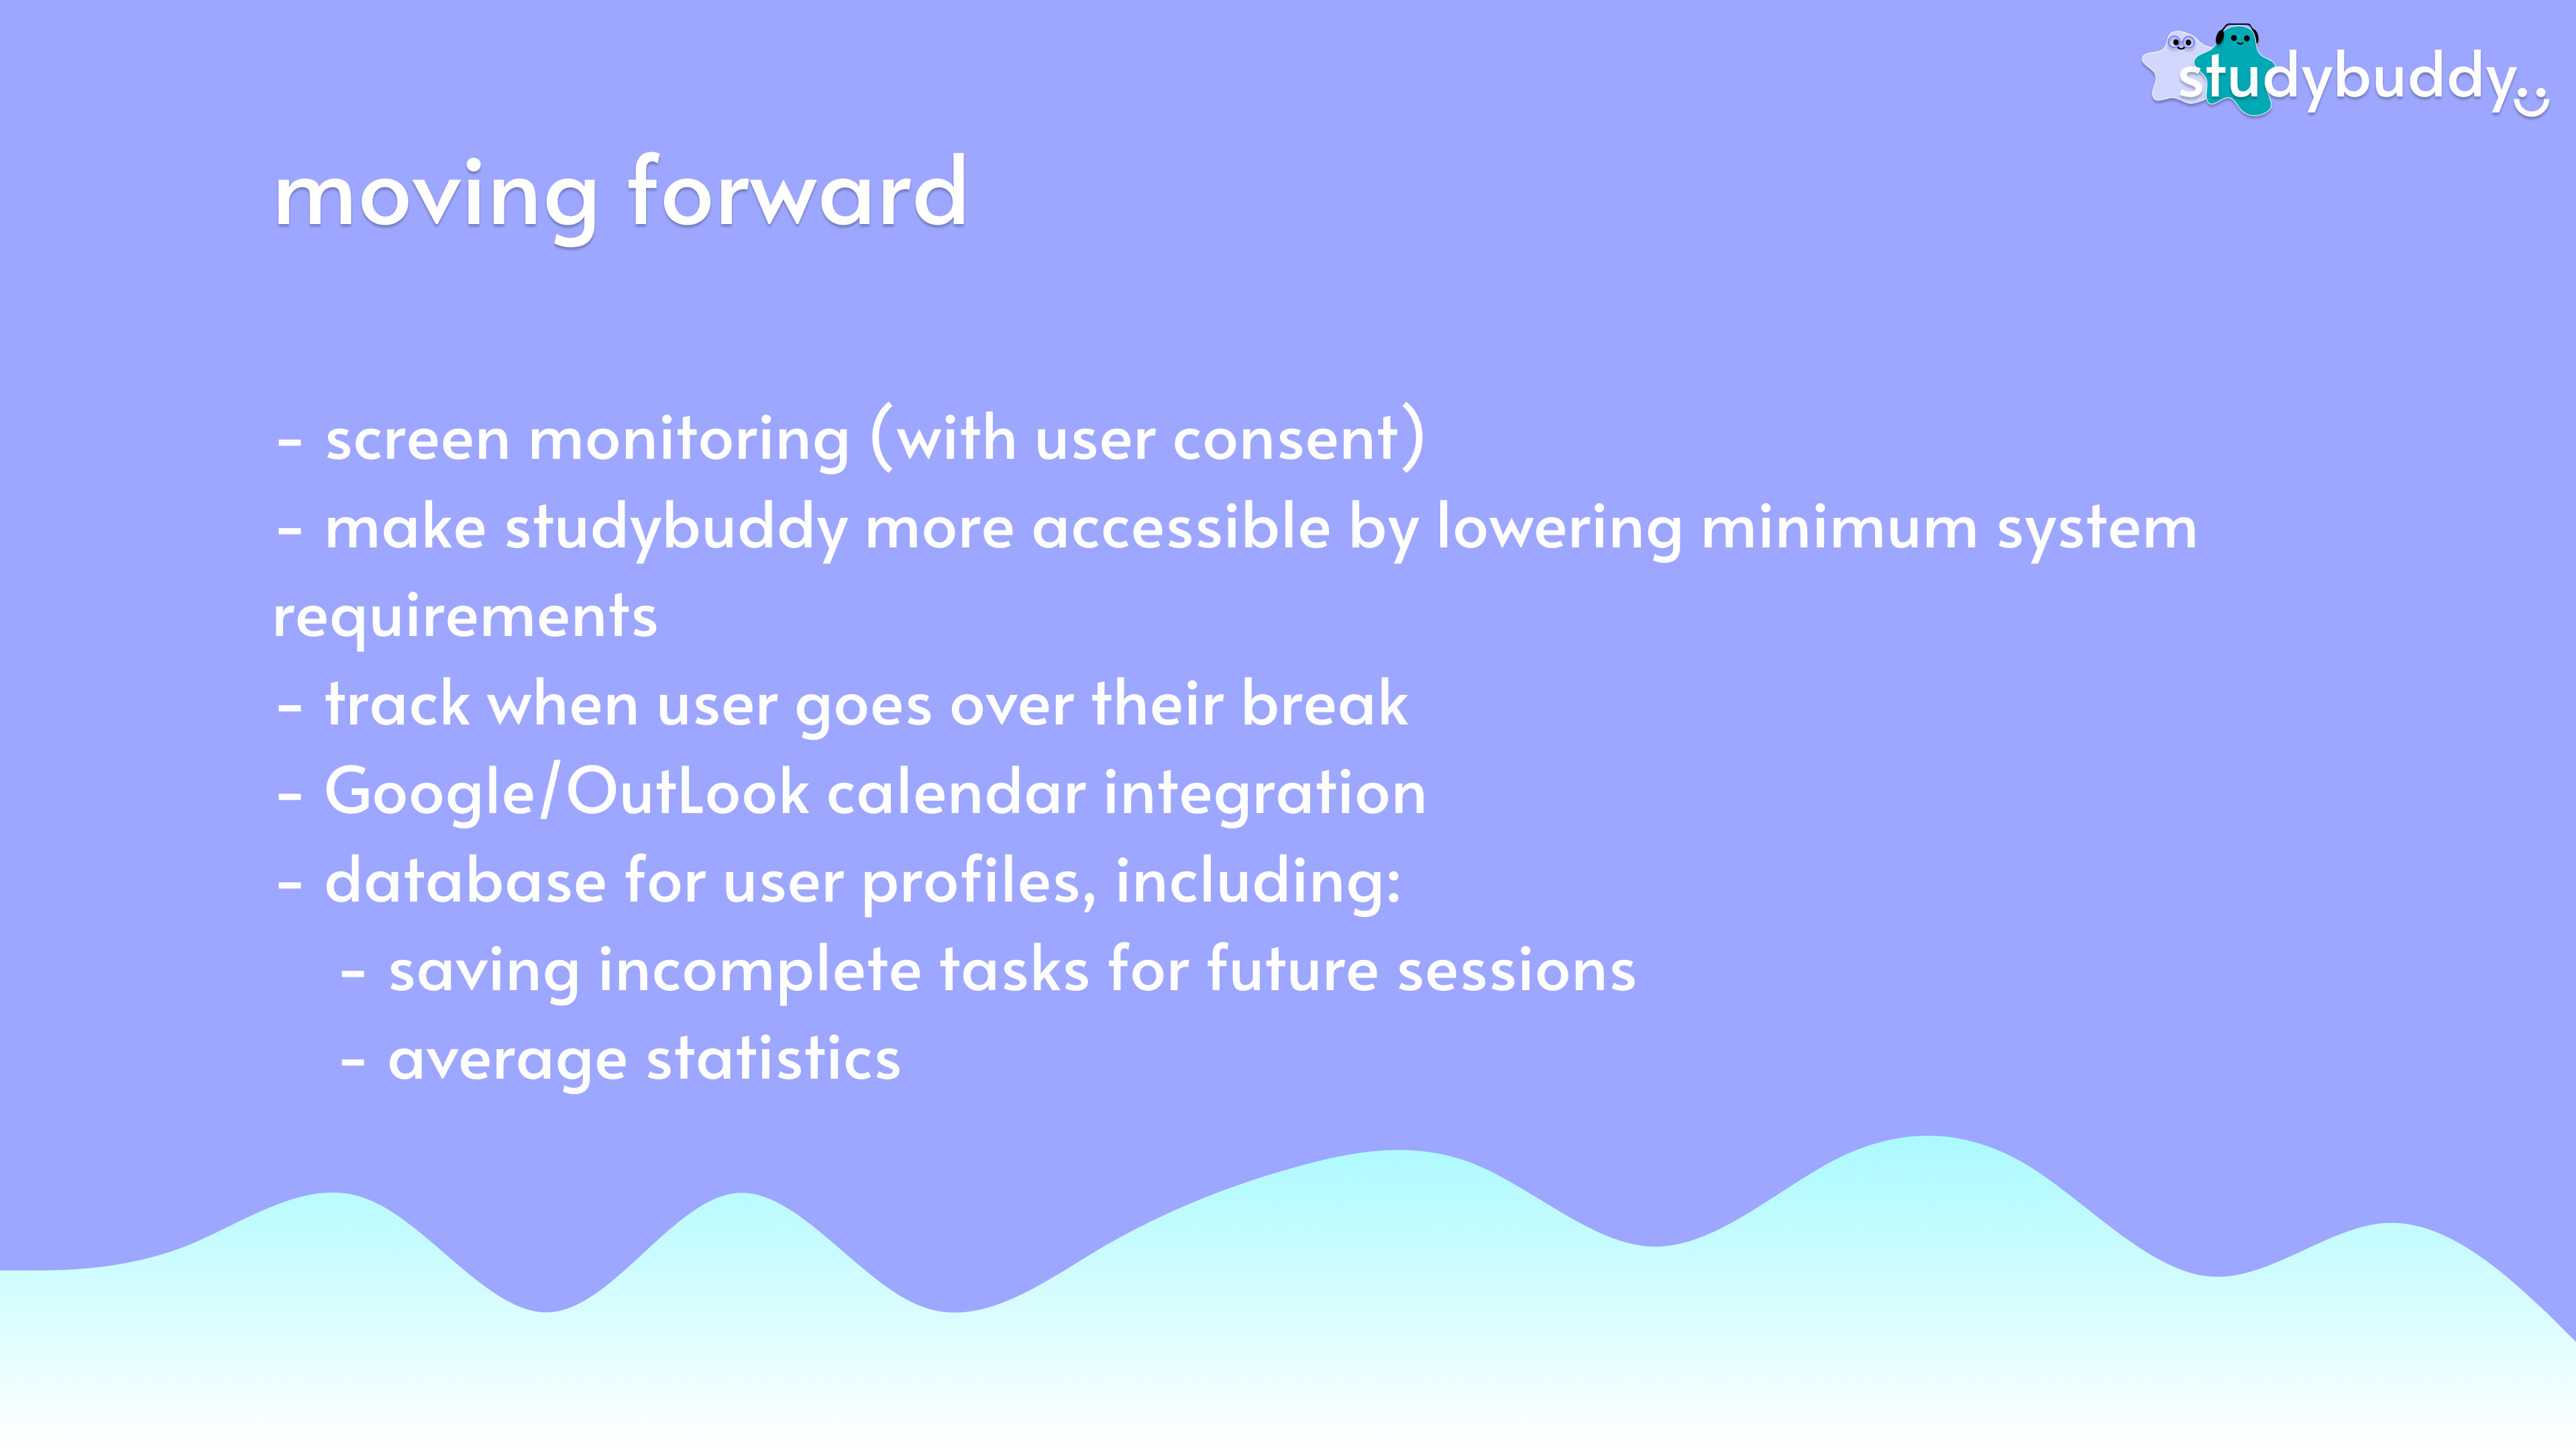 studybuddy
moving forward
- screen monitoring (with user consent)
- make studybuddy more accessible by lowering minimum system
requirements
- track when user goes over their break
- Google/OutLook calendar integration
- database for user profiles, including:
- saving incomplete tasks for future sessions
- average statistics